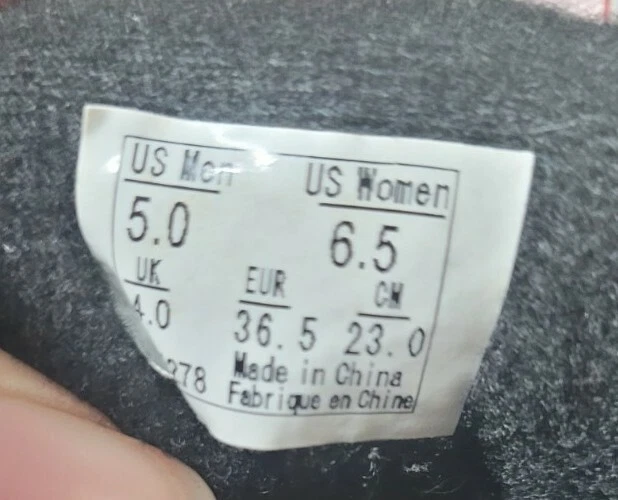 US Men US Women
5.0 6.5
UK EUR CM
4.0 36.5 23.0
278 Made in China
Fabrique en Chine